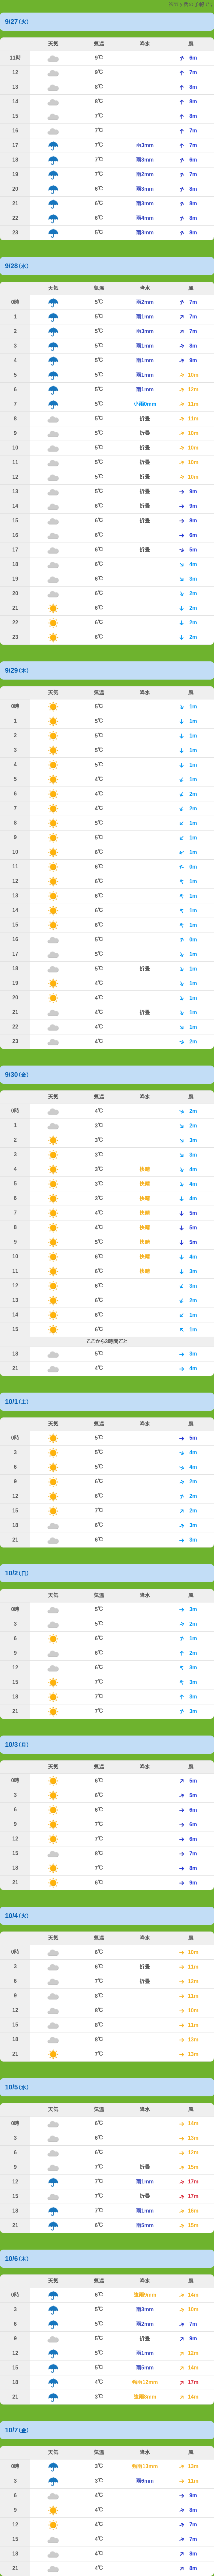 9/27(火)
天気 気温 降水 風
11時 9℃ 6m
12 9℃ 7m
13 8℃ 8m
14 8℃ 8m
15 7℃ 8m
16 7℃ 7m
17 7℃ 雨3mm 7m
18 7℃ 雨3mm 6m
19 7℃ 雨2mm 7m
20 6℃ 雨3mm 8m
21 6℃ 雨3mm 8m
22 6℃ 雨4mm 8m
23 5℃ 雨3mm 8m
9/28(水)
天気 気温 降水 風
0時 5℃ 雨2mm 7m
1 5℃ 雨1mm 7m
2 5℃ 雨3mm 7m
3 5℃ 雨1mm 8m
4 5℃ 雨1mm 9m
5 5℃ 雨1mm 10m
6 5℃ 雨1mm 12m
7 5℃ 小雨0mm 11m
8 5℃ 折畳 11m
9 5℃ 折畳 10m
10 5℃ 折畳 10m
11 5℃ 折畳 10m
12 5℃ 折畳 10m
13 5℃ 折畳 9m
14 6℃ 折畳 9m
15 6℃ 折畳 8m
16 6℃ 6m
17 6℃ 折畳 5m
18 6℃ 4m
19 6℃ 3m
20 6℃ 2m
21 6℃ 2m
22 6℃ 2m
23 6℃ 2m
9/29(木)
天気 気温 降水 風
0時 5℃ 1m
1 5℃ 1m
2 5℃ 1m
3 5℃ 1m
4 5℃ 1m
5 4℃ 1m
6 4℃ 2m
7 4℃ 2m
8 5℃ 1m
9 5℃ 1m
10 6℃ 1m
11 6℃ 0m
12 6℃ 1m
13 6℃ 1m
14 6℃ 1m
15 6℃ 1m
16 5℃ 0m
17 5℃ 1m
18 5℃ 折畳 1m
19 4℃ 1m
20 4℃ 1m
21 4℃ 折畳 1m
22 4℃ 1m
23 4℃ 2m
9/30(金)
天気 気温 降水 風
0時 4℃ 2m
1 3℃ 2m
2 3℃ 3m
3 3℃ 3m
4 3℃ 快晴 4m
5 3℃ 快晴 4m
6 3℃ 快晴 4m
7 4℃ 快晴 5m
8 4℃ 快晴 5m
9 5℃ 快晴 5m
10 6℃ 快晴 4m
11 6℃ 快晴 3m
12 6℃ 3m
13 6℃ 2m
14 6℃ 1m
15 6℃ 1m
ここから3時間ごと
18 5℃ 3m
21 4℃ 4m
10/1(土)
天気 気温 降水 風
0時 5℃ 5m
3 5℃ 4m
6 5℃ 4m
9 6℃ 2m
12 6℃ 2m
15 7℃ 2m
18 6℃ 3m
21 6℃ 3m
10/2(日)
天気 気温 降水 風
0時 5℃ 3m
3 5℃ 2m
6 6℃ 1m
9 6℃ 2m
12 6℃ 3m
15 7℃ 3m
18 7℃ 3m
21 7℃ 3m
10/3(月)
天気 気温 降水 風
0時 6℃ 5m
3 6℃ 5m
6 6℃ 6m
9 7℃ 6m
12 7℃ 6m
15 8℃ 7m
18 7℃ 8m
21 6℃ 9m
10/4(火)
天気 気温 降水 風
0時 6℃ 10m
3 6℃ 折畳 11m
6 7℃ 折畳 12m
9 8℃ 11m
12 8℃ 10m
15 8℃ 11m
18 8℃ 13m
21 7℃ 13m
10/5(水)
天気 気温 降水 風
0時 6℃ 14m
3 6℃ 13m
6 6℃ 12m
9 7℃ 折畳 15m
12 7℃ 雨1mm 17m
15 7℃ 折畳 17m
18 7℃ 雨1mm 16m
21 6℃ 雨5mm 15m
10/6(木)
天気 気温 降水 風
0時 6℃ 強雨9mm 14m
3 5℃ 雨3mm 10m
6 5℃ 雨2mm 7m
9 5℃ 折畳 9m
12 5℃ 雨1mm 12m
15 5℃ 雨5mm 14m
18 4℃ 強雨12mm 17m
21 3℃ 強雨8mm 14m
10/7(金)
天気 気温 降水 風
0時 3℃ 強雨13mm 13m
3 3℃ 雨6mm 11m
6 4℃ 9m
9 4℃ 8m
12 4℃ 7m
15 4℃ 7m
18 4℃ 8m
21 4℃ 8m